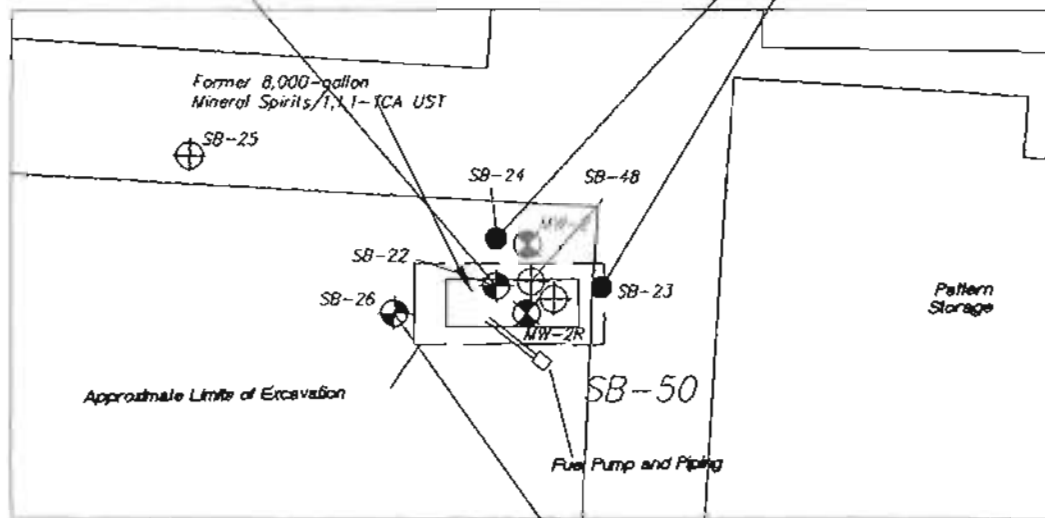 Former 8,000-gallon
Mineral Spirits/1,1,1-TCA UST
SB-25
SB-24
SB-48
SB-22
SB-26
SB-23
MW-2R
Pattern
Storage
Approximate Limits of Excavation
SB-50
Fuel Pump and Piping